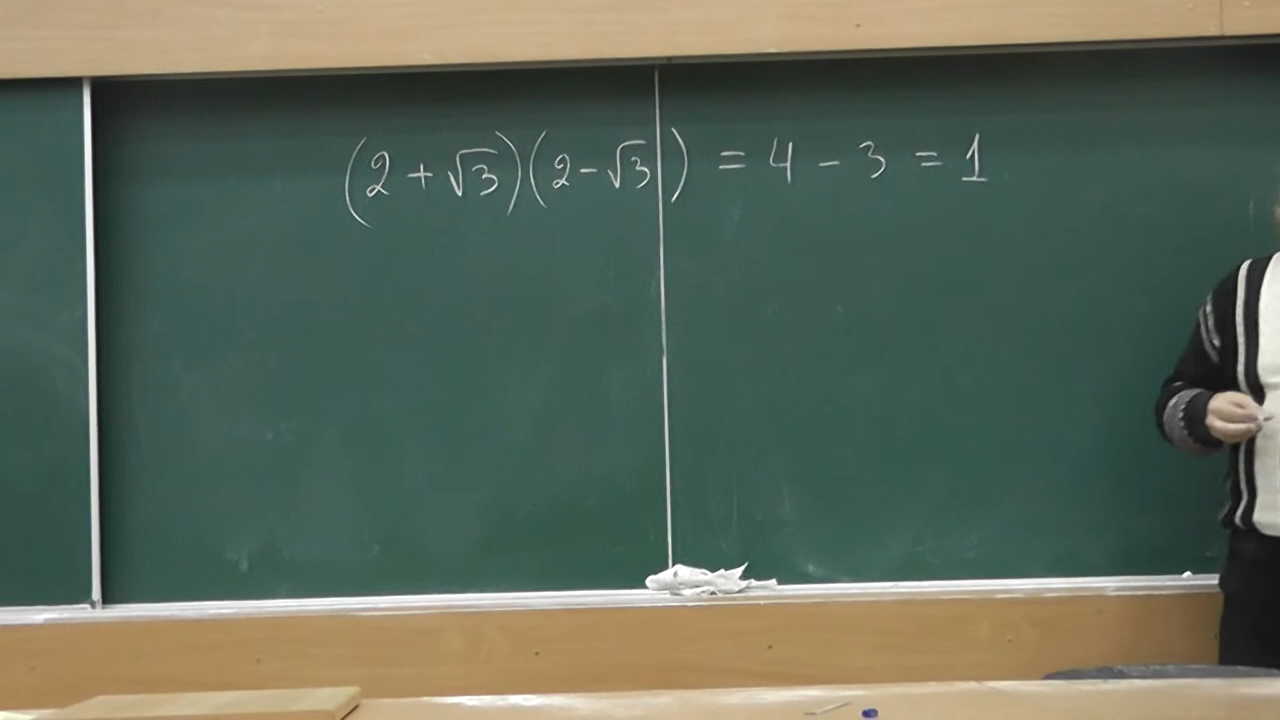 (2 + √3)(2 - √3) = 4 - 3 = 1